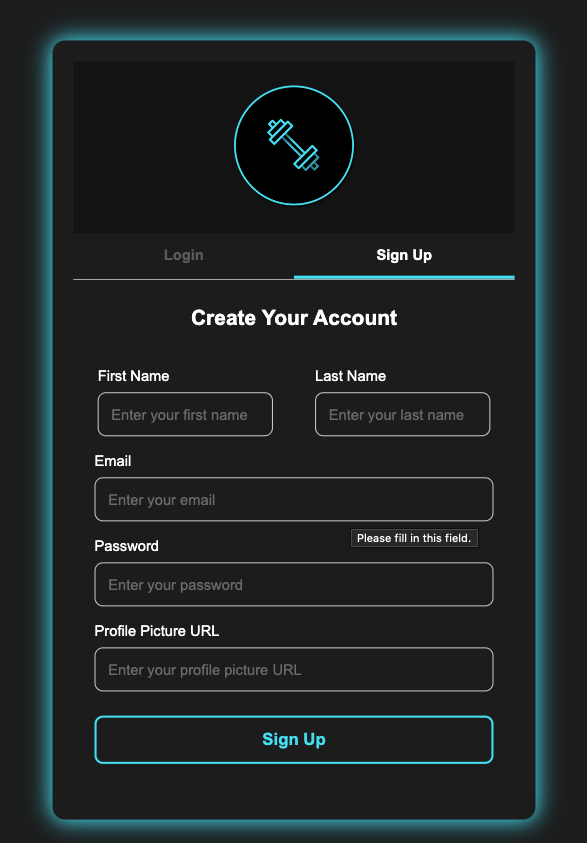 Login Sign Up
Create Your Account
First Name Last Name
Enter your first name Enter your last name
Email
Enter your email
Please fill in this field.
Password
Enter your password
Profile Picture URL
Enter your profile picture URL
Sign Up